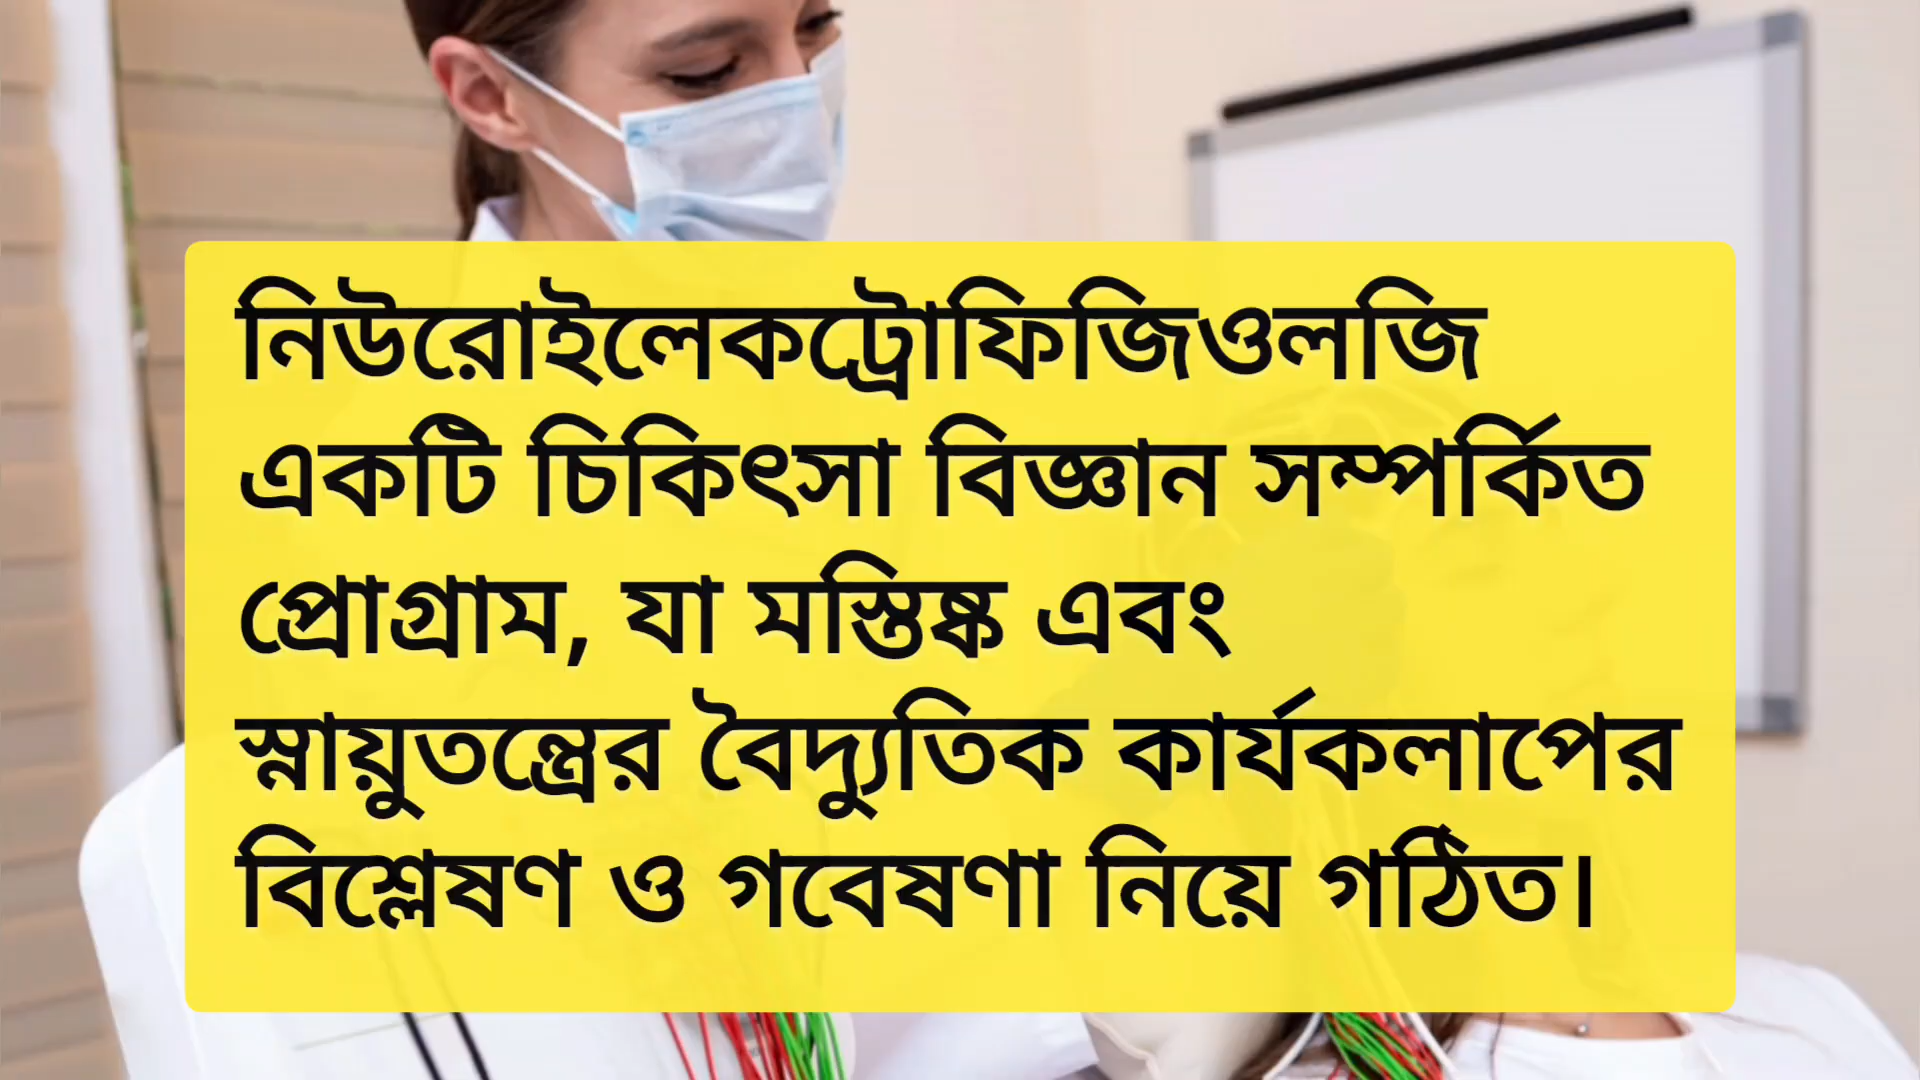 নিউরোইলেকট্রোফিজিওলজি
একটি চিকিৎসা বিজ্ঞান সম্পর্কিত
প্রোগ্রাম, যা মস্তিষ্ক এবং
স্নায়ুতন্ত্রের বৈদ্যুতিক কার্যকলাপের
বিশ্লেষণ ও গবেষণা নিয়ে গঠিত।